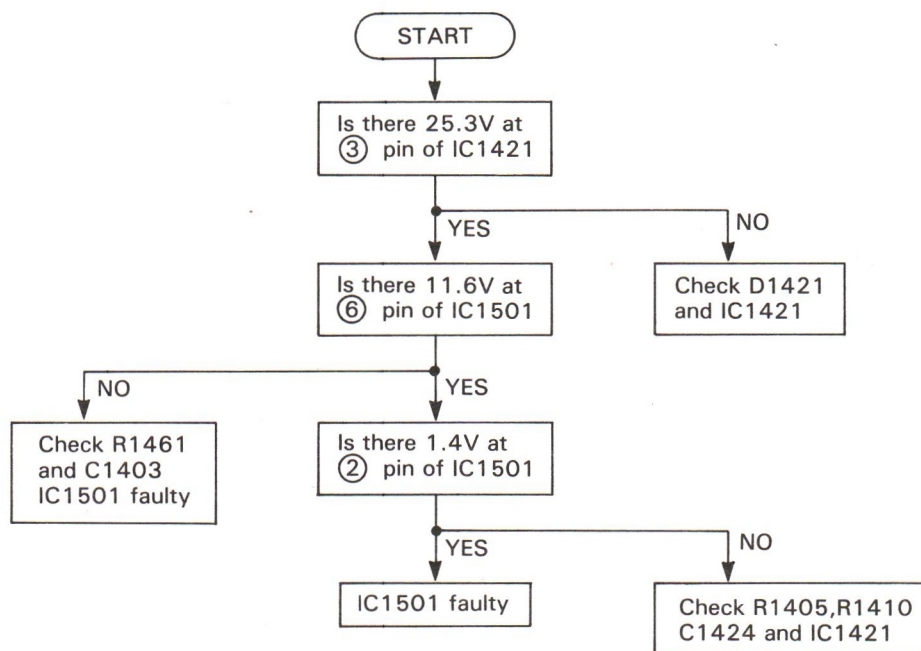 START
Is there 25.3V at
③ pin of IC1421
YES
NO
Is there 11.6V at
⑥ pin of IC1501
Check D1421
and IC1421
NO
YES
Check R1461
and C1403
IC1501 faulty
Is there 1.4V at
② pin of IC1501
YES
NO
IC1501 faulty
Check R1405,R1410
C1424 and IC1421